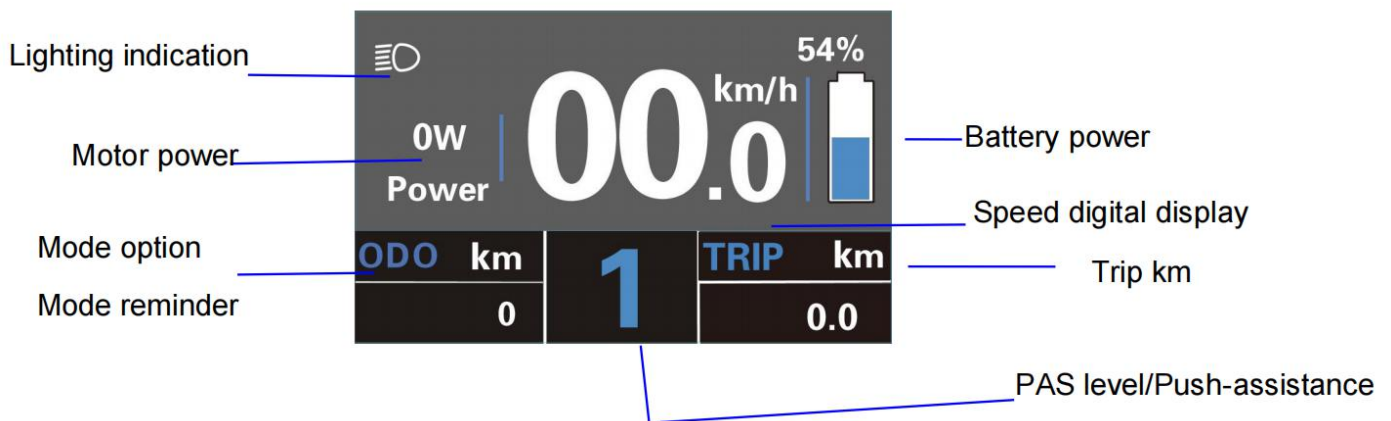 Lighting indication
Motor power
Mode option
Mode reminder
54%
km/h
00.0
0W
Power
ODO km
0
1
TRIP km
0.0
Battery power
Speed digital display
Trip km
PAS level/Push-assistance